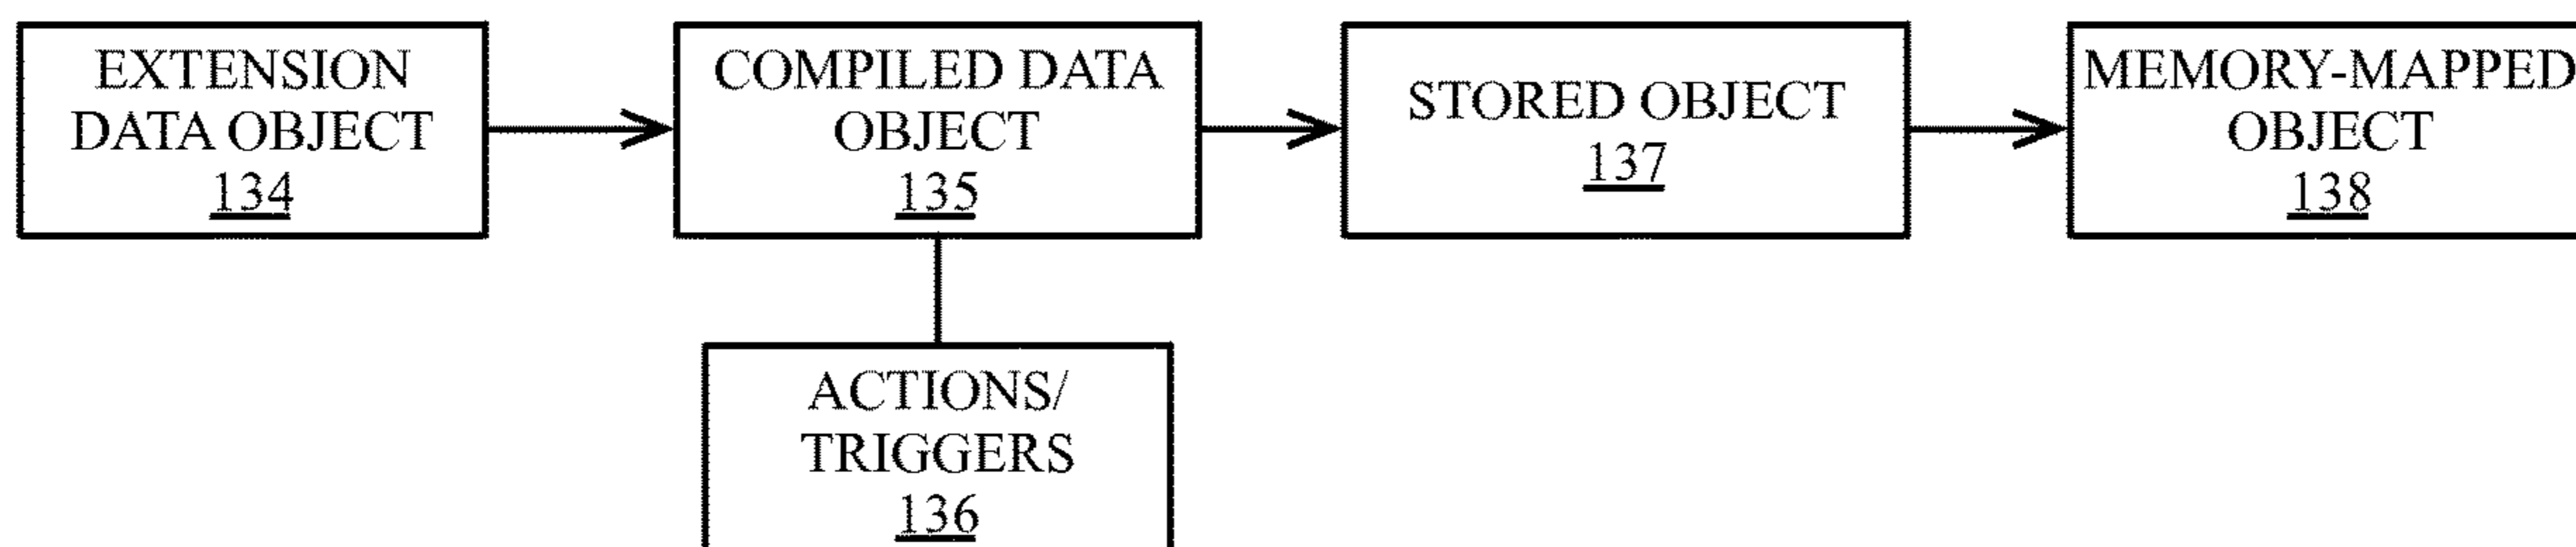 EXTENSION
DATA OBJECT
134
COMPILED DATA
OBJECT
135
STORED OBJECT
137
MEMORY-MAPPED
OBJECT
138
ACTIONS/
TRIGGERS
136